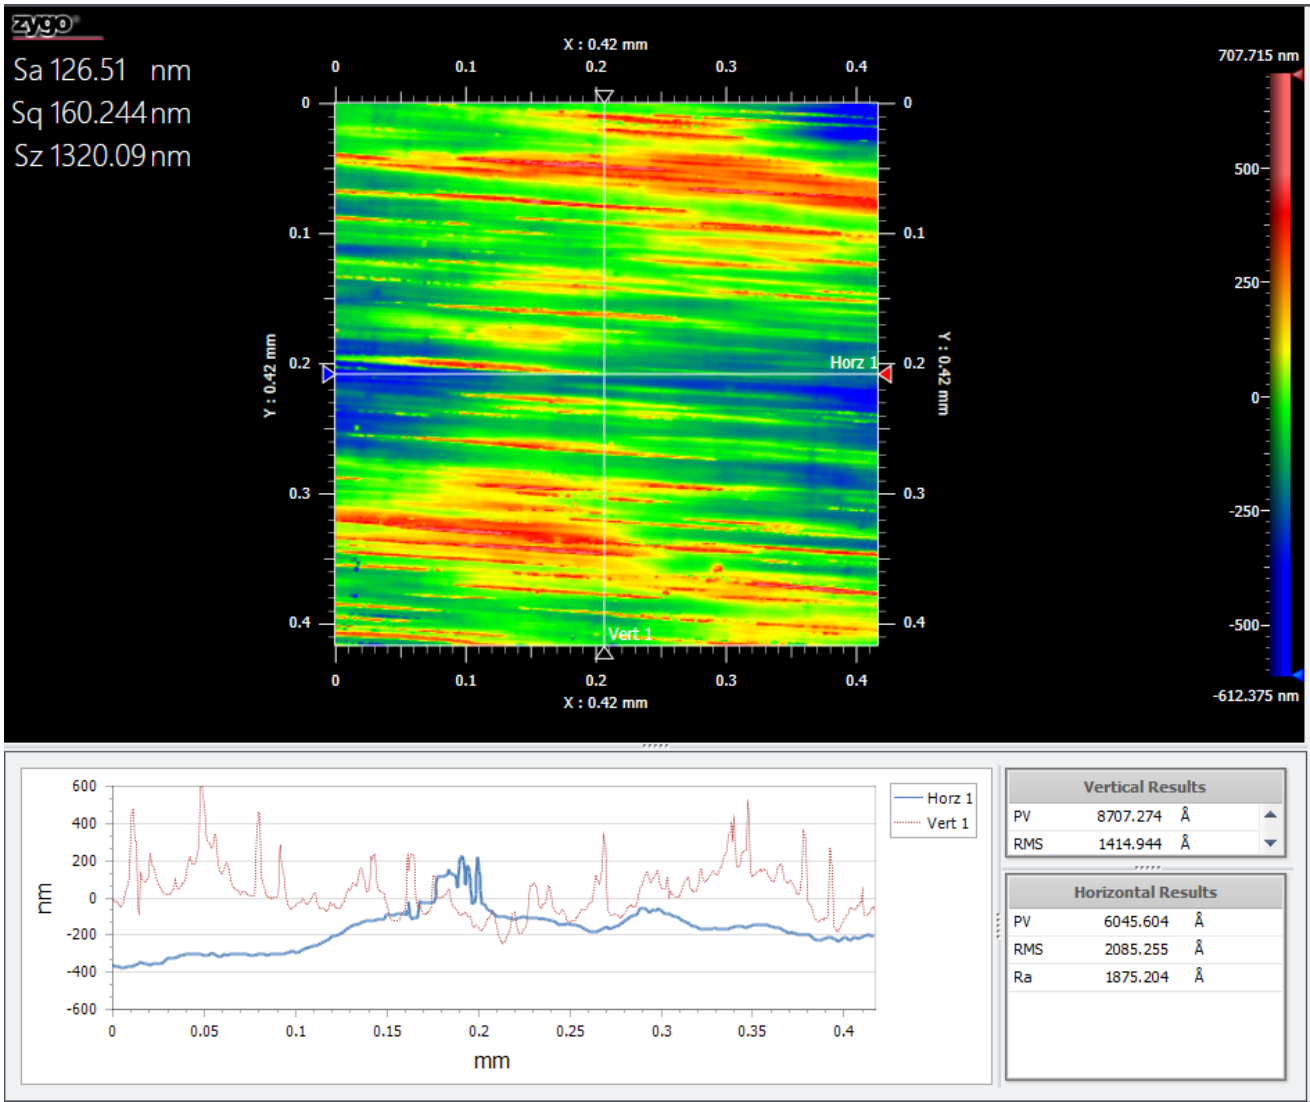 zygo
X : 0.42 mm
707.715 nm
Sa 126.51 nm
0 0.1 0.2 0.3 0.4
Sq 160.244 nm
0 0
Sz 1320.09 nm
500
0.1 0.1
250
Y : 0.42 mm
0.2 Horz 1 0.2
Y : 0.42 mm
0
0.3 0.3
-250
0.4 Vert 1 0.4
-500
0 0.1 0.2 0.3 0.4
-612.375 nm
X : 0.42 mm
600
400
200
0
-200
-400
-600
nm
0 0.05 0.1 0.15 0.2 0.25 0.3 0.35 0.4
mm
Horz 1
Vert 1
Vertical Results
PV 8707.274 Å
RMS 1414.944 Å
Horizontal Results
PV 6045.604 Å
RMS 2085.255 Å
Ra 1875.204 Å